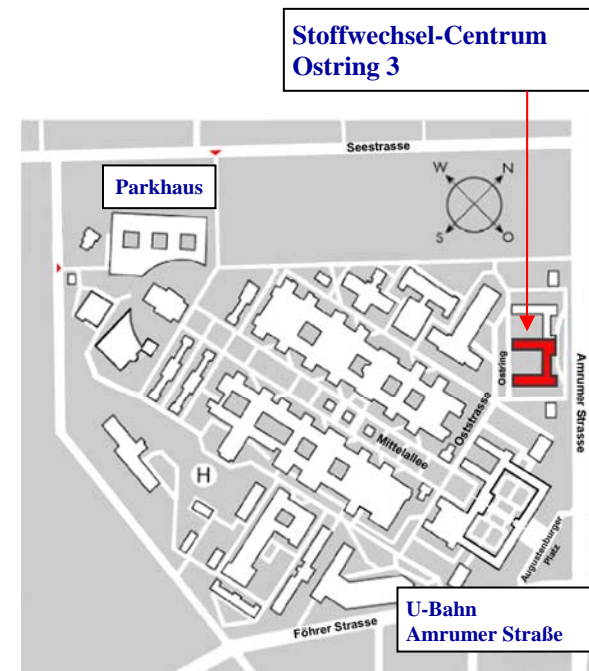 Stoffwechsel-Centrum
Ostring 3
Seestrasse
Parkhaus
W
N
S
O
Ostring
Amrumer Strasse
Oststrasse
Mittelallee
H
Augustenburger
Platz
U-Bahn
Amrumer Straße
Föhrer Strasse